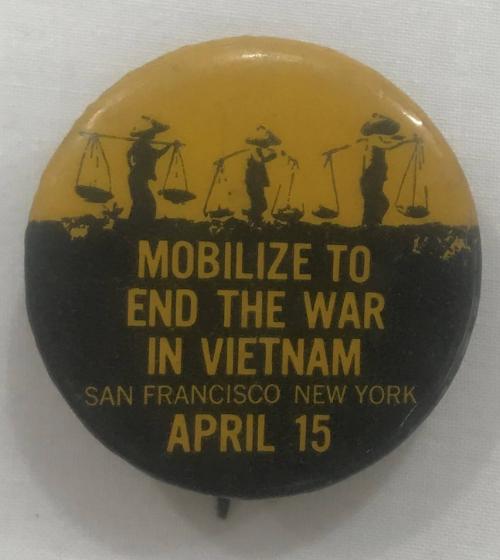 MOBILIZE TO
END THE WAR
IN VIETNAM
SAN FRANCISCO NEW YORK
APRIL 15